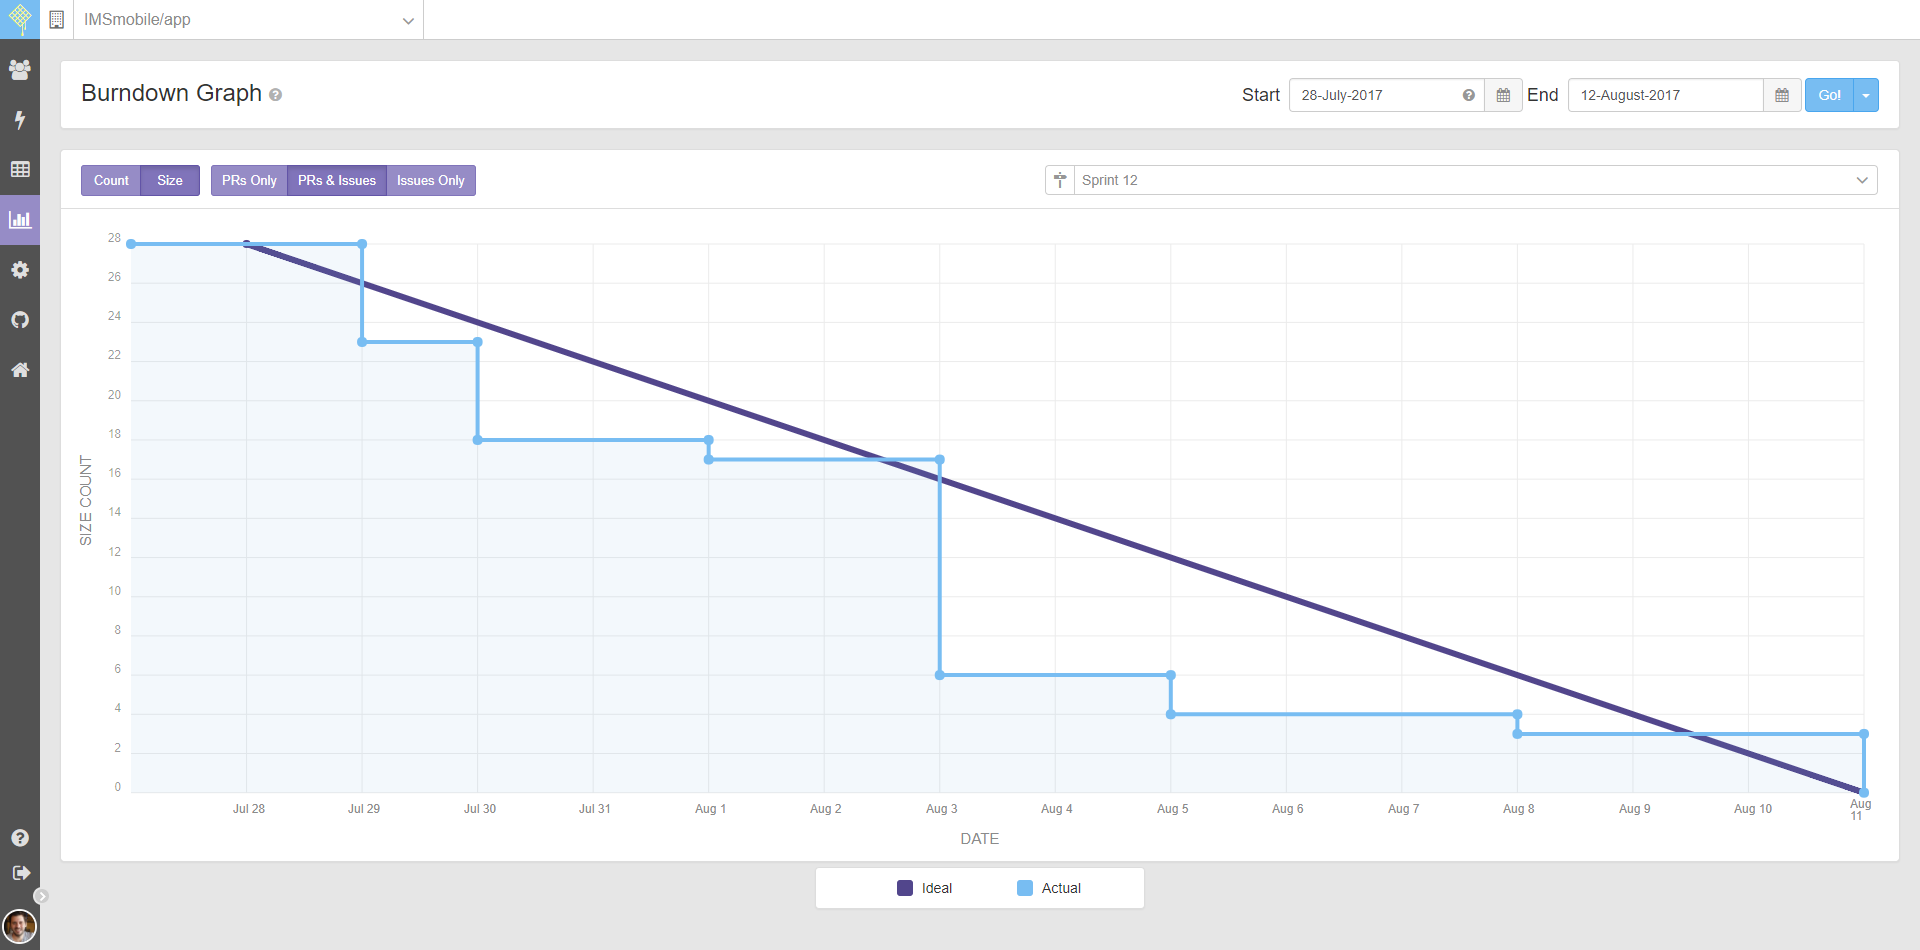 IMSmobile/app
Burndown Graph
Start 28-July-2017 End 12-August-2017 Go!
Count Size PRs Only PRs & Issues Issues Only Sprint 12
28
26
24
22
20
18
16
14
12
10
8
6
4
2
0
SIZE COUNT
Jul 28 Jul 29 Jul 30 Jul 31 Aug 1 Aug 2 Aug 3 Aug 4 Aug 5 Aug 6 Aug 7 Aug 8 Aug 9 Aug 10 Aug 11
DATE
Ideal Actual